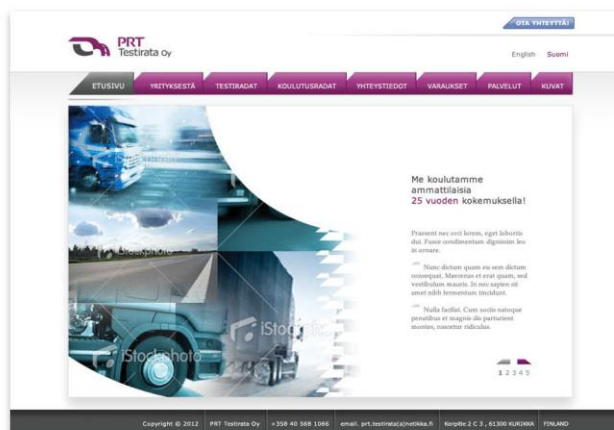 OTA YHTEYTTÄ!
PRT
Testirata oy
English Suomi
ETUSIVU YRITYKSESTÄ TESTIRADAT KOULUTUSRADAT YHTEYSTIEDOT VARAUKSET PALVELUT KUVAT
iStockphoto
iStockphoto
iStockphoto
iStockphoto
Me koulutamme
ammattilaisia
25 vuoden kokemuksella!
Praesent nec orci lorem, eget lobortis
dui. Fusce condimentum dignissim leo
in ornare.
Nunc dictum quam eu sem dictum
consequat. Maecenas et erat quam, sed
vestibulum mauris. In nec sapien sit
amet nibh fermentum tincidunt.
Nulla facilisi. Cum sociis natoque
penatibus et magnis dis parturient
montes, nascetur ridiculus.
1 2 3 4 5
Copyright © 2012 PRT Testirata Oy +358 40 568 1066 email. prt.testirata(a)netikka.fi Korpitie 2 C 3 , 61300 KURIKKA FINLAND